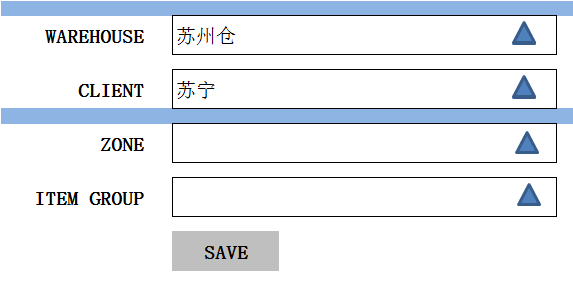 WAREHOUSE 苏州仓
CLIENT 苏宁
ZONE
ITEM GROUP
SAVE